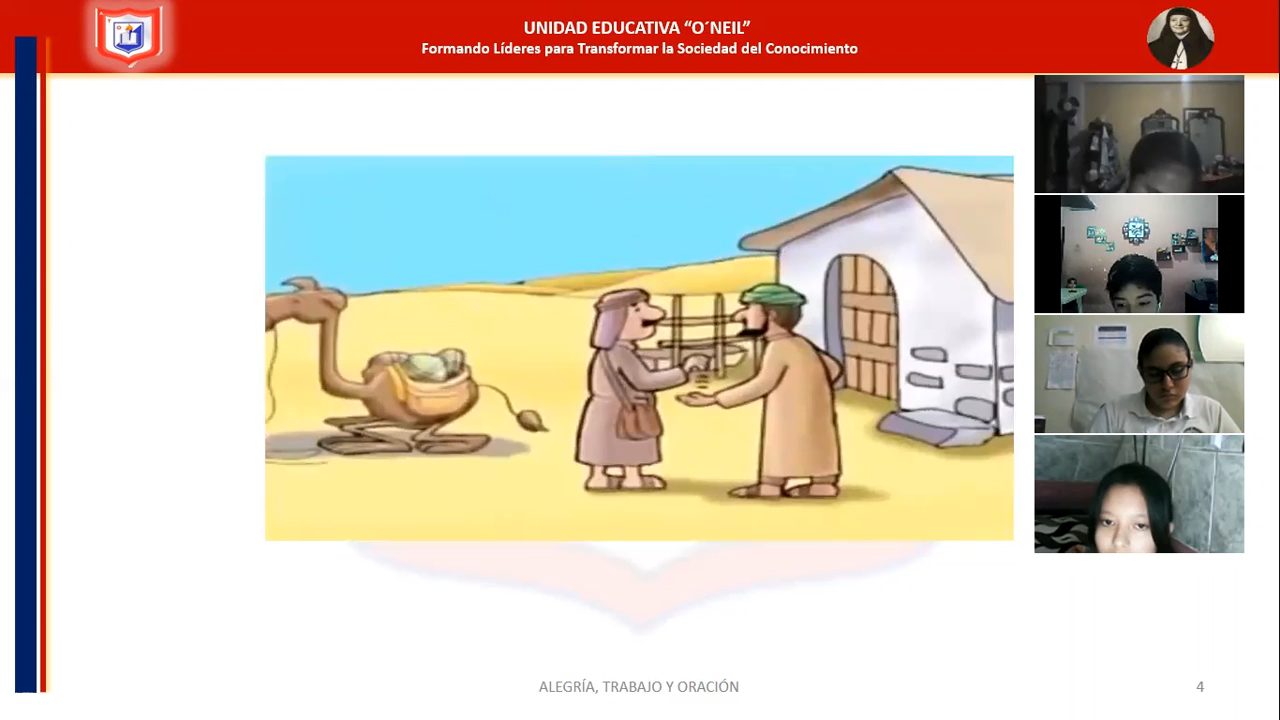 UNIDAD EDUCATIVA “O´NEIL”
Formando Líderes para Transformar la Sociedad del Conocimiento
ALEGRÍA, TRABAJO Y ORACIÓN
4